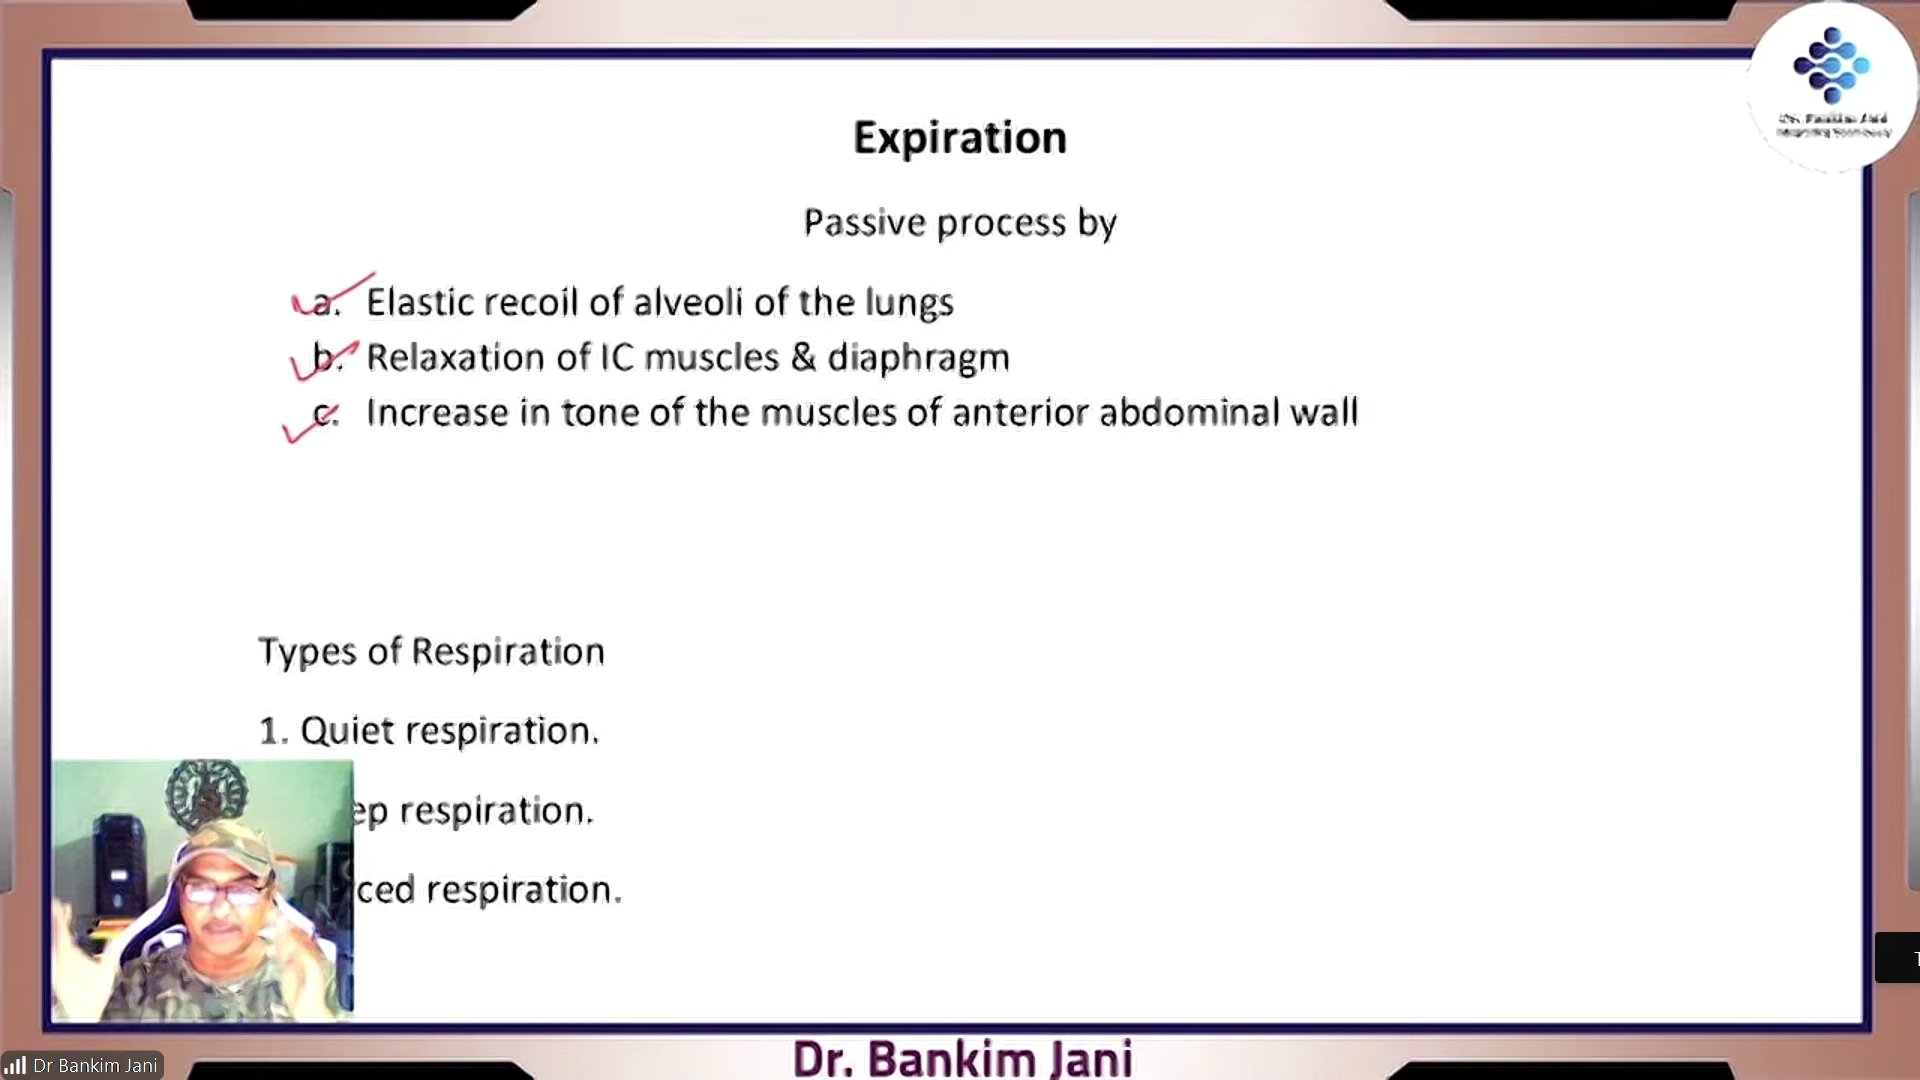 Expiration
Passive process by
a. Elastic recoil of alveoli of the lungs
b. Relaxation of IC muscles & diaphragm
c. Increase in tone of the muscles of anterior abdominal wall
Types of Respiration
1. Quiet respiration.
ep respiration.
rced respiration.
Dr. Bankim Jani
Dr Bankim Jani